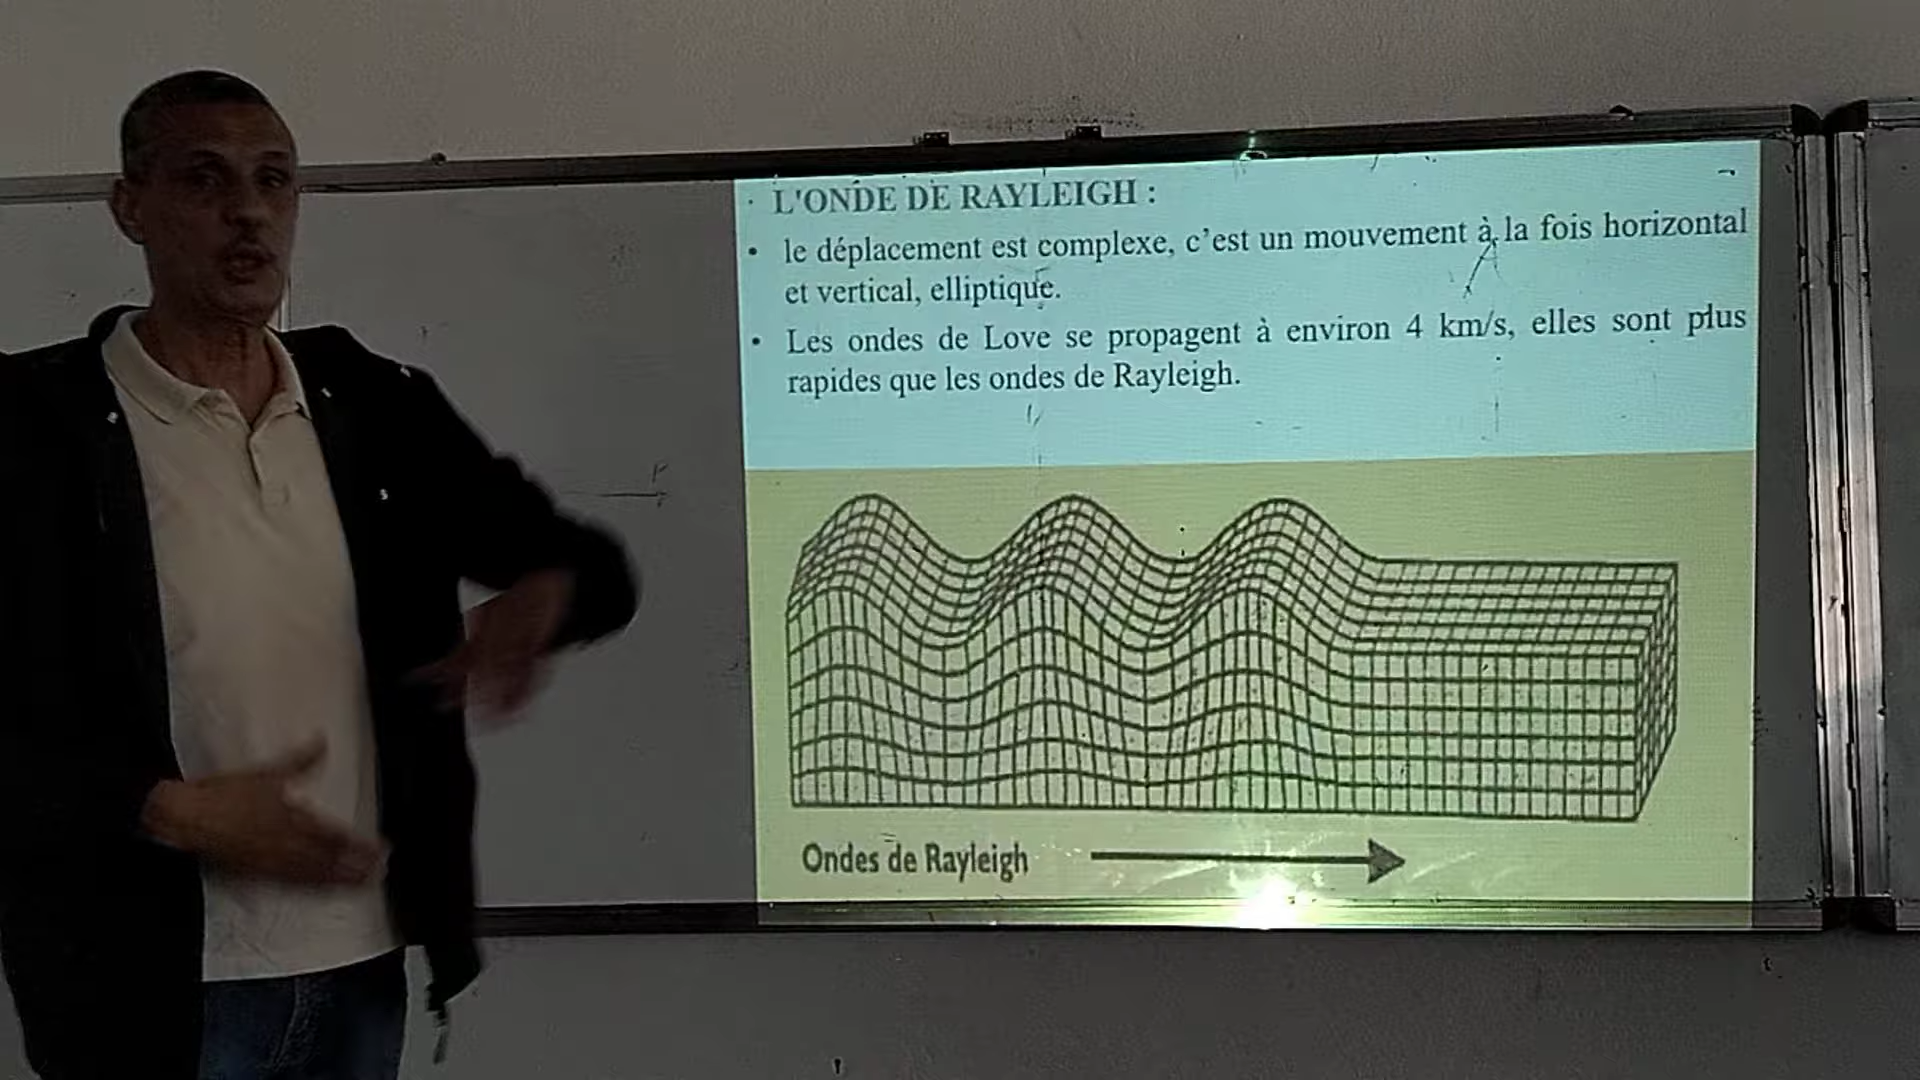 · L'ONDE DE RAYLEIGH :
• le déplacement est complexe, c'est un mouvement à la fois horizontal
et vertical, elliptique.
• Les ondes de Love se propagent à environ 4 km/s, elles sont plus
rapides que les ondes de Rayleigh.
Ondes de Rayleigh